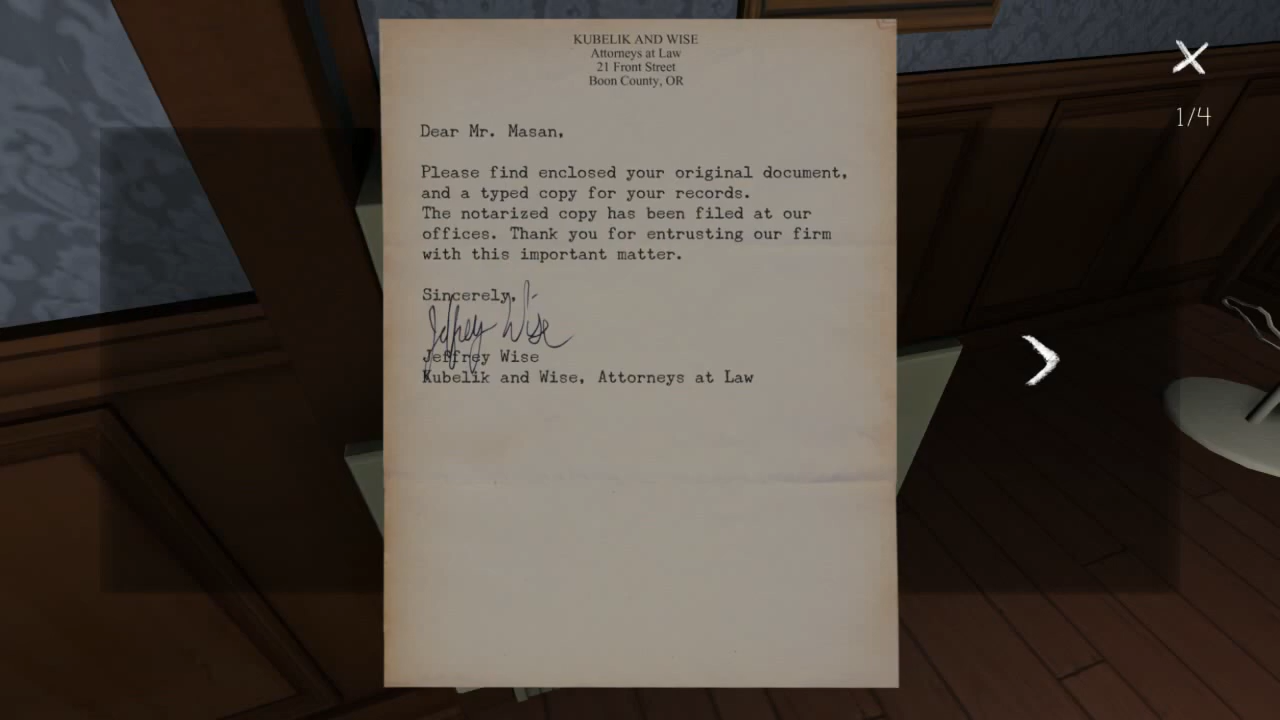 KUBELIK AND WISE
Attorneys at Law
21 Front Street
Boon County, OR
1/4
Dear Mr. Masan,
Please find enclosed your original document,
and a typed copy for your records.
The notarized copy has been filed at our
offices. Thank you for entrusting our firm
with this important matter.
Sincerely,
Jeffrey Wise
Jeffrey Wise
Kubelik and Wise, Attorneys at Law